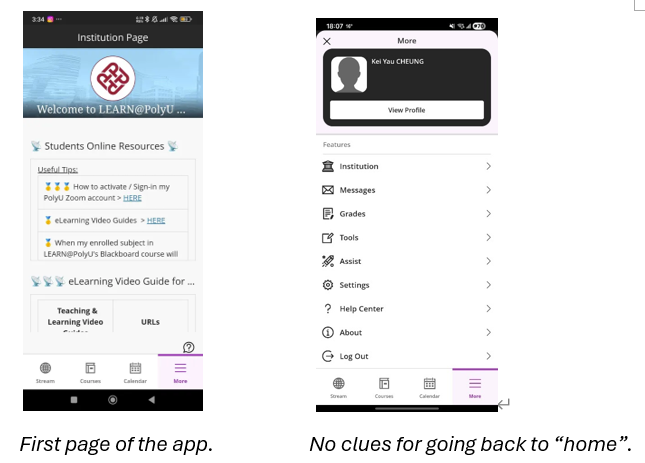 3:34
Institution Page
Welcome to LEARN@PolyU ...
Students Online Resources
Useful Tips:
How to activate / Sign-in my
PolyU Zoom account > HERE
eLearning Video Guides > HERE
When my enrolled subject in
LEARN@PolyU's Blackboard course will
eLearning Video Guide for ...
Teaching &
Learning Video
URLs
Stream
Courses
Calendar
More
First page of the app.
18:07
More
Kei Yau CHEUNG
View Profile
Features
Institution
Messages
Grades
Tools
Assist
Settings
Help Center
About
Log Out
Stream
Courses
Calendar
More
No clues for going back to “home”.